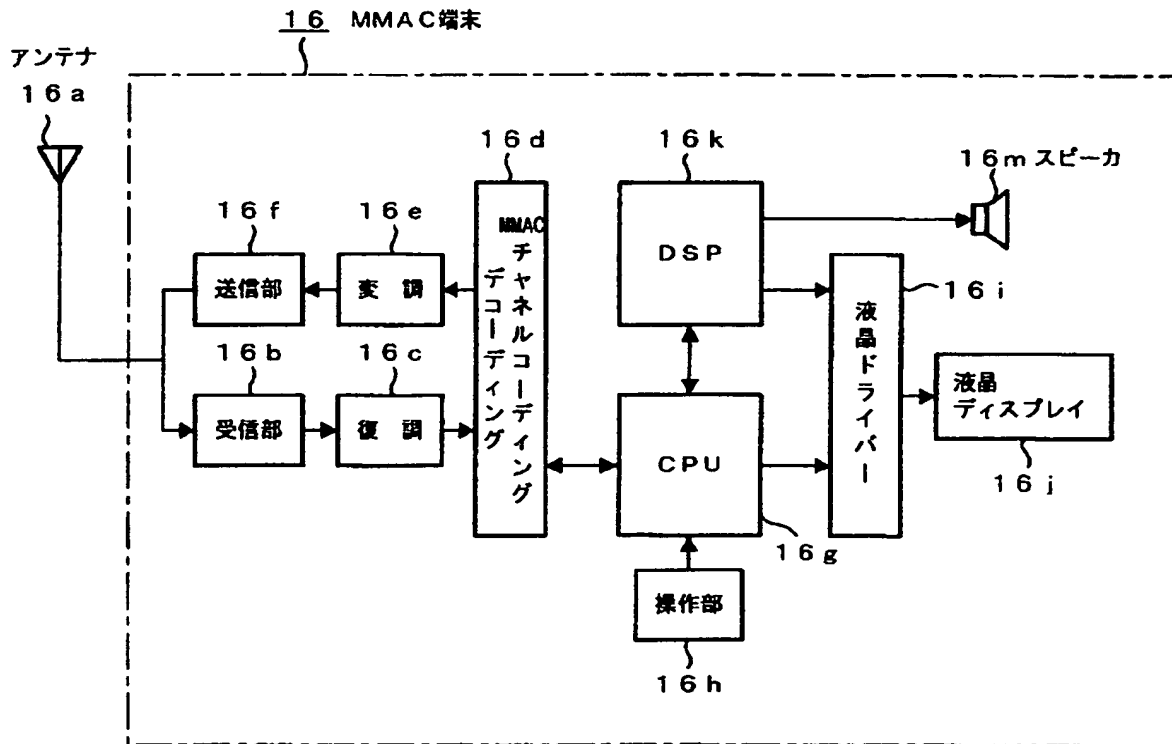 16 MMAC端末
アンテナ
16a
16f
送信部
16e
変調
16b
受信部
16c
復調
16d
MMAC
チャネルコーディング
デコーディング
16k
DSP
16m スピーカ
CPU
16g
操作部
16h
液晶ドライバー
16i
液晶
ディスプレイ
16j